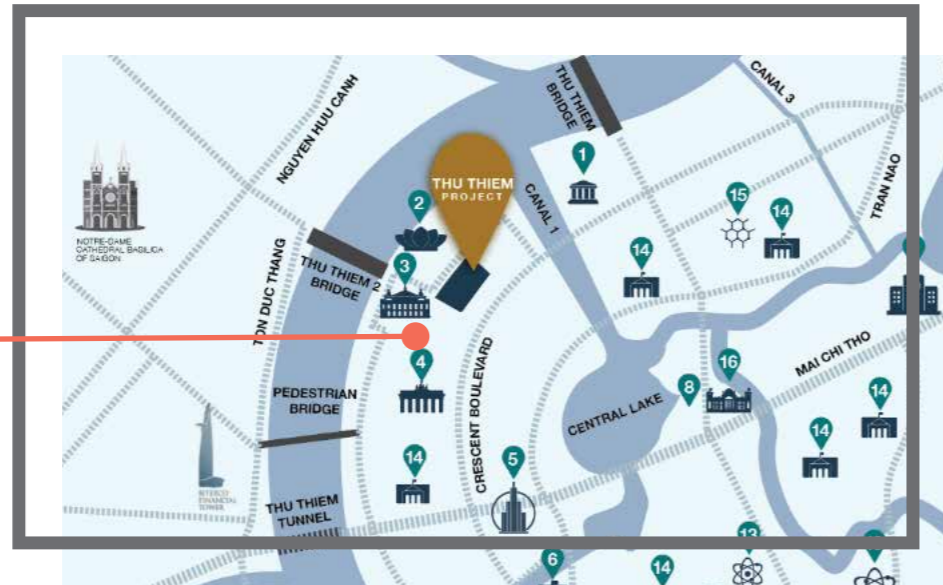 NGUYEN HUU CANH
THU THIEM
BRIDGE
CANAL 3
1
THU THIEM
PROJECT
TRAN NAO
2
15
14
CANAL 1
NOTRE-DAME
CATHEDRAL BASILICA
OF SAIGON
TON DUC THANG
THU THIEM 2
BRIDGE
3
14
MAI CHI THO
4
16
8
14
PEDESTRIAN
BRIDGE
CRESCENT BOULEVARD
CENTRAL LAKE
14
5
14
FINANCIAL
TOWER
THU THIEM
TUNNEL
6
14
13